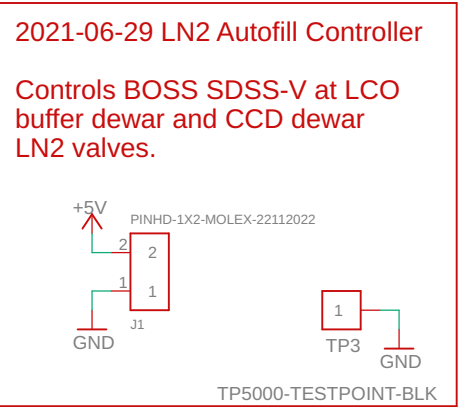 2021-06-29 LN2 Autofill Controller
Controls BOSS SDSS-V at LCO
buffer dewar and CCD dewar
LN2 valves.
+5V
PINHD-1X2-MOLEX-22112022
2 2
1 1
J1
GND
1
TP3
GND
TP5000-TESTPOINT-BLK